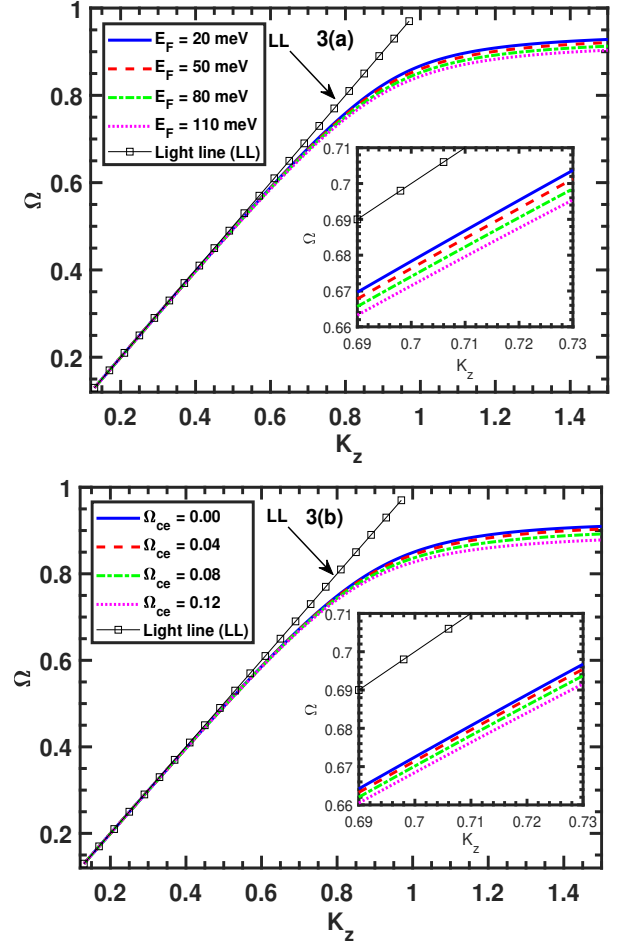 1
0.8
0.6
0.4
0.2
Ω
E_F = 20 meV
E_F = 50 meV
E_F = 80 meV
E_F = 110 meV
Light line (LL)
LL
3(a)
0.71
0.7
0.69
0.68
0.67
0.66
Ω
0.69 0.7 0.71 0.72 0.73
K_z
0.2 0.4 0.6 0.8 1 1.2 1.4
K_z
1
0.8
0.6
0.4
0.2
Ω
Ω_ce = 0.00
Ω_ce = 0.04
Ω_ce = 0.08
Ω_ce = 0.12
Light line (LL)
LL
3(b)
0.71
0.7
0.69
0.68
0.67
0.66
Ω
0.69 0.7 0.71 0.72 0.73
K_z
0.2 0.4 0.6 0.8 1 1.2 1.4
K_z